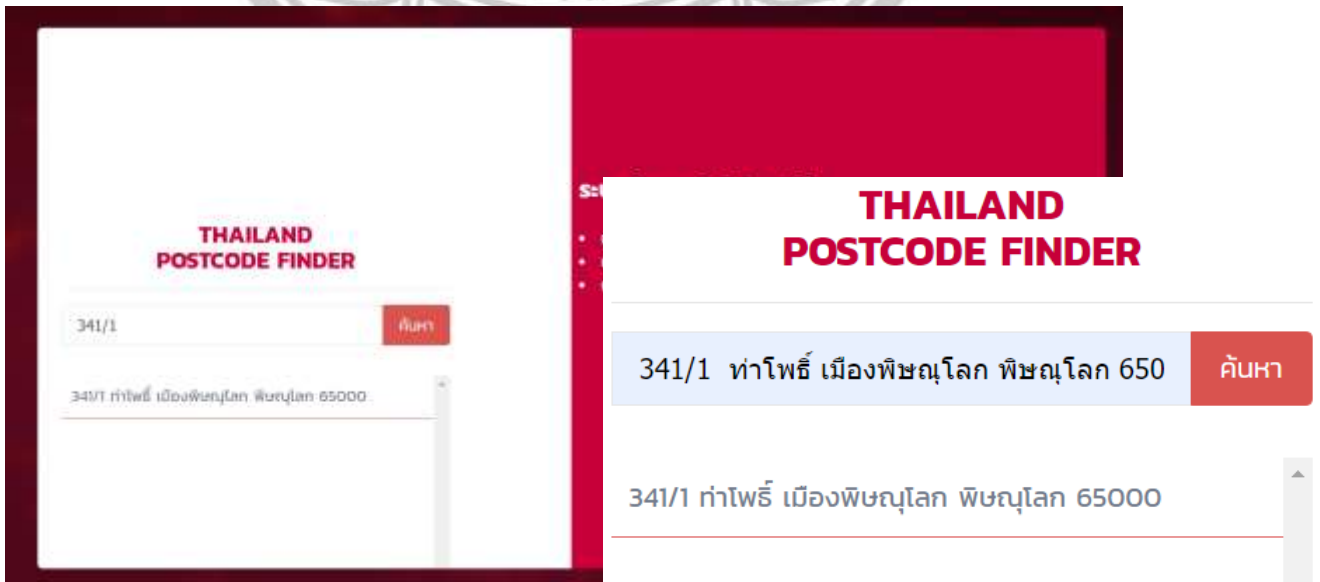 THAILAND
POSTCODE FINDER
341/1
ค้นหา
341/1 ท่าโพธิ์ เมืองพิษณุโลก พิษณุโลก 65000
THAILAND
POSTCODE FINDER
341/1 ท่าโพธิ์ เมืองพิษณุโลก พิษณุโลก 650
ค้นหา
341/1 ท่าโพธิ์ เมืองพิษณุโลก พิษณุโลก 65000